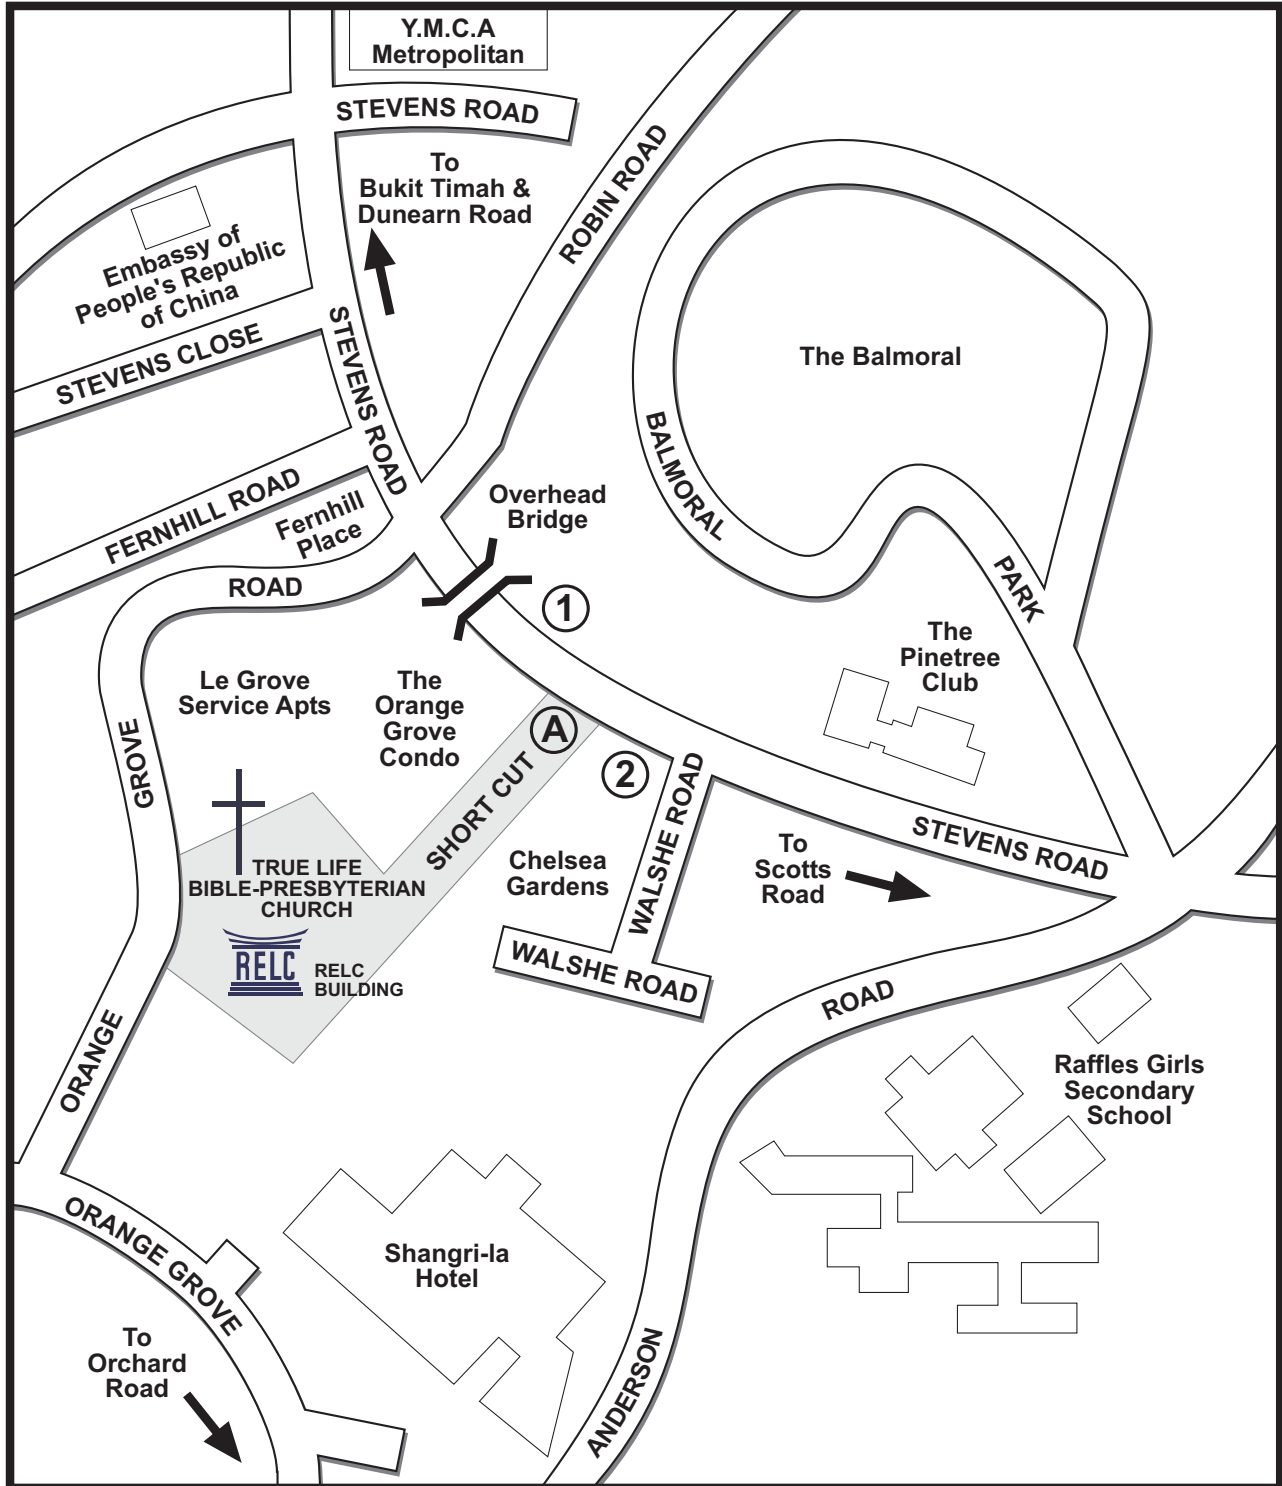 Y.M.C.A
Metropolitan
STEVENS ROAD
To
Bukit Timah &
Dunearn Road
ROBIN ROAD
Embassy of
People's Republic
of China
STEVENS CLOSE
STEVENS ROAD
The Balmoral
BALMORAL
PARK
FERNHILL ROAD
Fernhill
Place
Overhead
Bridge
ROAD
1
The
Pinetree
Club
Le Grove
Service Apts
The
Orange
Grove
Condo
A
2
GROVE
SHORT CUT
WALSHE ROAD
STEVENS ROAD
To
Scotts
Road
Chelsea
Gardens
TRUE LIFE
BIBLE-PRESBYTERIAN
CHURCH
RELC
RELC
BUILDING
WALSHE ROAD
ROAD
ORANGE
Raffles Girls
Secondary
School
ORANGE GROVE
Shangri-la
Hotel
To
Orchard
Road
ANDERSON